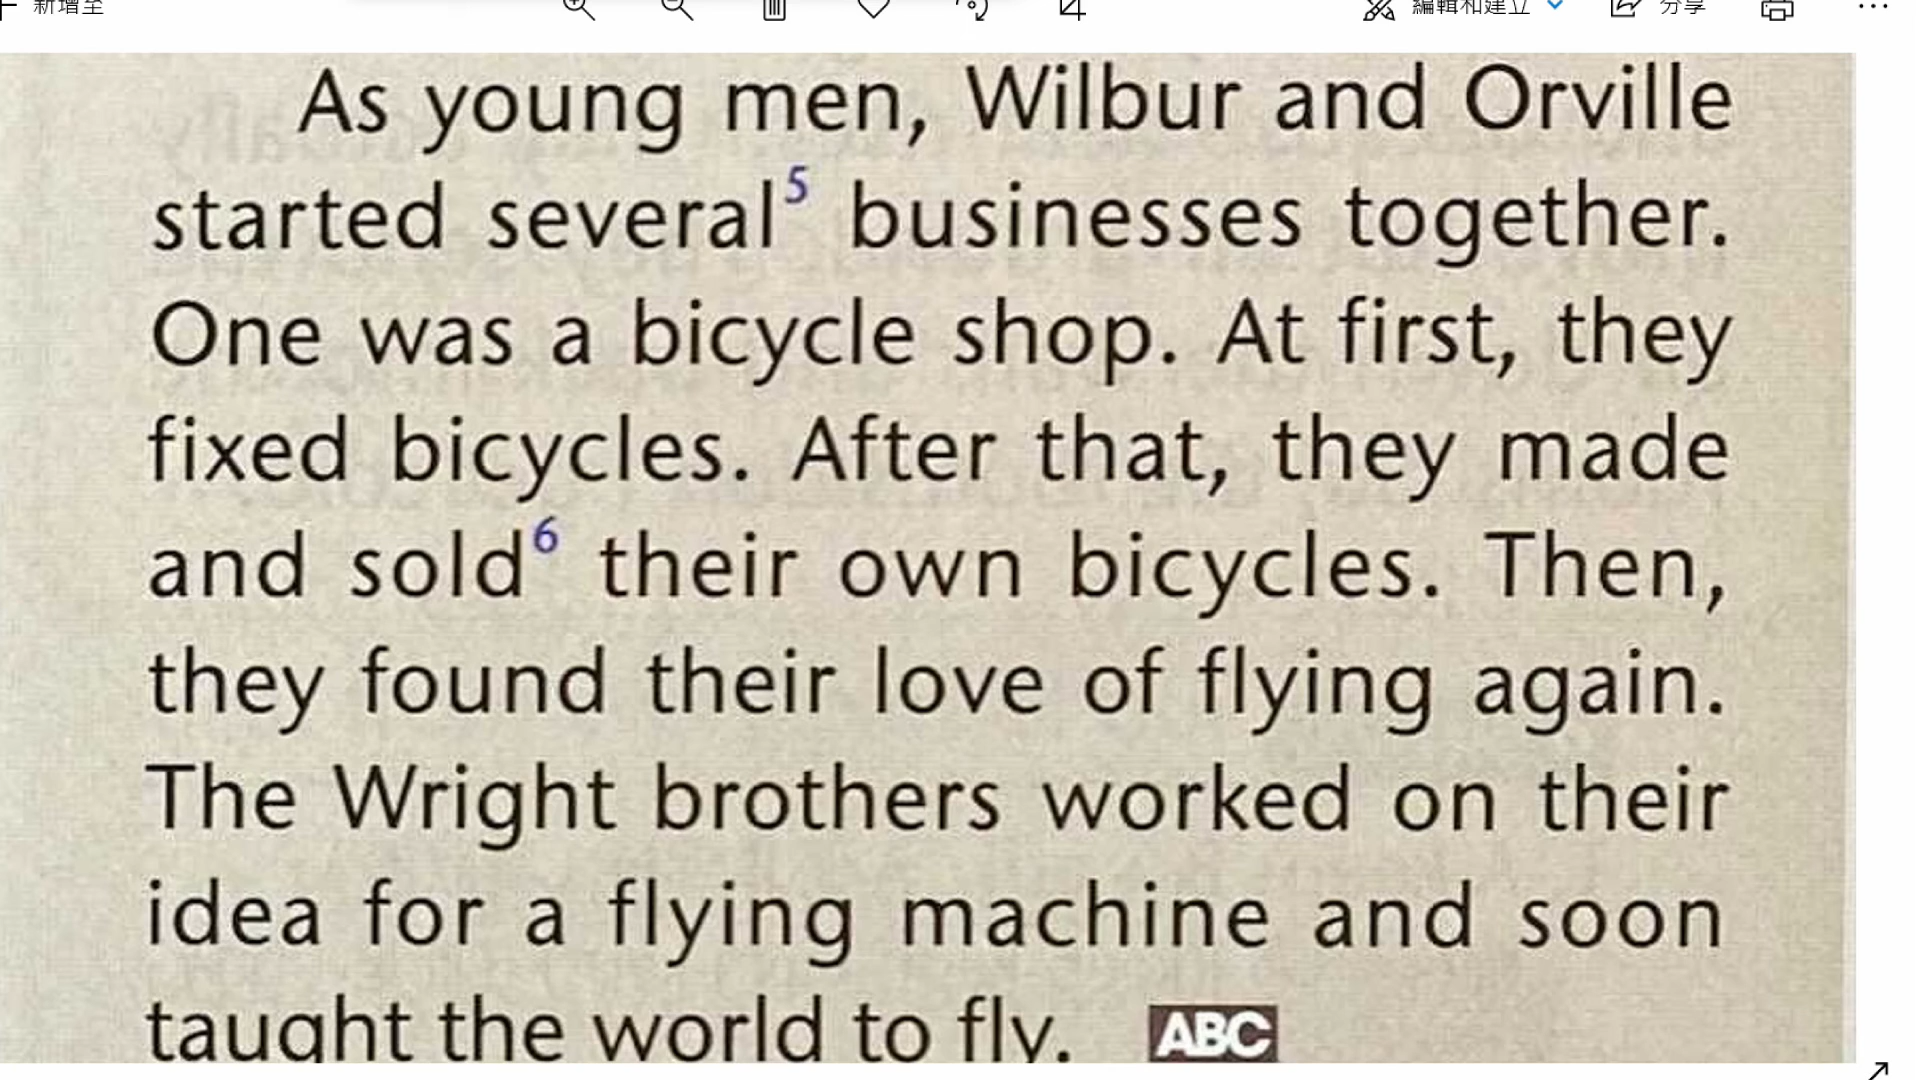 新增至 編輯和建立 分享
As young men, Wilbur and Orville
started several5 businesses together.
One was a bicycle shop. At first, they
fixed bicycles. After that, they made
and sold6 their own bicycles. Then,
they found their love of flying again.
The Wright brothers worked on their
idea for a flying machine and soon
taught the world to fly. ABC